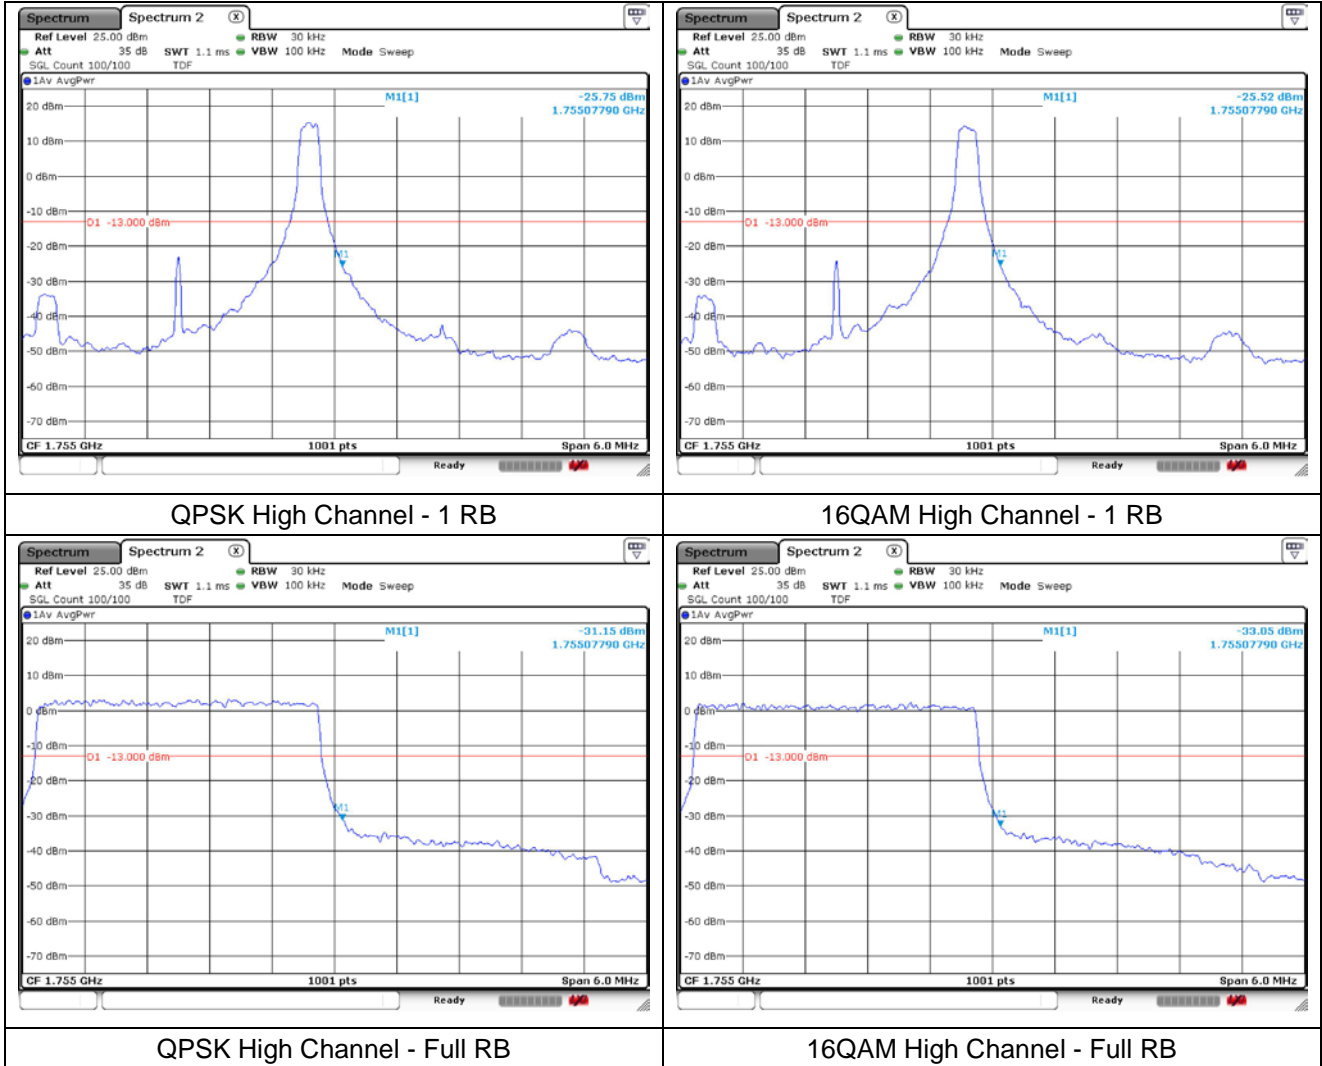 Spectrum Spectrum 2 X
Ref Level 25.00 dBm RBW 30 kHz
Att 35 dB SWT 1.1 ms VBW 100 kHz Mode Sweep
SGL Count 100/100 TDF
1Av AvgPwr
M1[1] -25.75 dBm
1.75507790 GHz
20 dBm
10 dBm
0 dBm
-10 dBm
D1 -13.000 dBm
-20 dBm
M1
-30 dBm
-40 dBm
-50 dBm
-60 dBm
-70 dBm
CF 1.755 GHz 1001 pts Span 6.0 MHz
Ready
QPSK High Channel - 1 RB
Spectrum Spectrum 2 X
Ref Level 25.00 dBm RBW 30 kHz
Att 35 dB SWT 1.1 ms VBW 100 kHz Mode Sweep
SGL Count 100/100 TDF
1Av AvgPwr
M1[1] -25.52 dBm
1.75507790 GHz
20 dBm
10 dBm
0 dBm
-10 dBm
D1 -13.000 dBm
-20 dBm
M1
-30 dBm
-40 dBm
-50 dBm
-60 dBm
-70 dBm
CF 1.755 GHz 1001 pts Span 6.0 MHz
Ready
16QAM High Channel - 1 RB
Spectrum Spectrum 2 X
Ref Level 25.00 dBm RBW 30 kHz
Att 35 dB SWT 1.1 ms VBW 100 kHz Mode Sweep
SGL Count 100/100 TDF
1Av AvgPwr
M1[1] -31.15 dBm
1.75507790 GHz
20 dBm
10 dBm
0 dBm
-10 dBm
D1 -13.000 dBm
-20 dBm
M1
-30 dBm
-40 dBm
-50 dBm
-60 dBm
-70 dBm
CF 1.755 GHz 1001 pts Span 6.0 MHz
Ready
QPSK High Channel - Full RB
Spectrum Spectrum 2 X
Ref Level 25.00 dBm RBW 30 kHz
Att 35 dB SWT 1.1 ms VBW 100 kHz Mode Sweep
SGL Count 100/100 TDF
1Av AvgPwr
M1[1] -33.05 dBm
1.75507790 GHz
20 dBm
10 dBm
0 dBm
-10 dBm
D1 -13.000 dBm
-20 dBm
M1
-30 dBm
-40 dBm
-50 dBm
-60 dBm
-70 dBm
CF 1.755 GHz 1001 pts Span 6.0 MHz
Ready
16QAM High Channel - Full RB